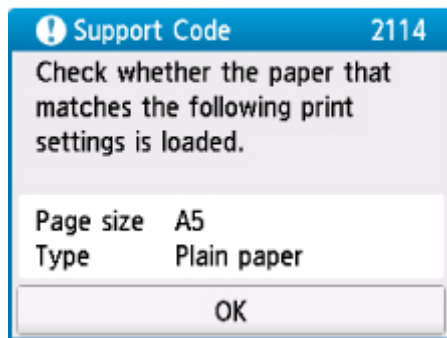 Support Code 2114
Check whether the paper that
matches the following print
settings is loaded.
Page size A5
Type Plain paper
OK